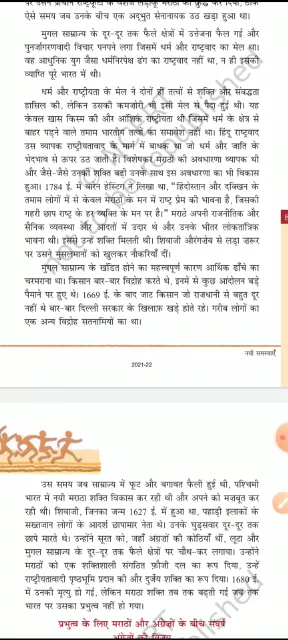 ऐसे समय जब उनके बीच एक अद्भुत सेनानायक उठ खड़ा हुआ था।
मुगल साम्राज्य के दूर-दूर तक फैले क्षेत्रों में उत्तेजना फैल गई और
पुनर्जागरणवादी विचार पनपने लगा जिसमें धर्म और राष्ट्रवाद का मेल था।
वह आधुनिक युग जैसा धर्मनिरपेक्ष ढंग का राष्ट्रवाद नहीं था, न ही इसकी
व्याप्ति पूरे भारत में थी।
धर्म और राष्ट्रीयता के मेल ने दोनों ही तत्वों से शक्ति और संबद्धता
हासिल की, लेकिन उसकी कमजोरी भी इसी मेल से पैदा हुई थी। यह
केवल खास किस्म की और आंशिक राष्ट्रीयता थी जिसमें धर्म के क्षेत्र से
बाहर पड़ने वाले तमाम भारतीय तत्वों का समावेश नहीं था। हिंदू राष्ट्रवाद
उस व्यापक राष्ट्रीयतावाद के मार्ग में बाधक था जो धर्म और जाति के
भेदभाव से ऊपर उठ जाती है। विशेषकर मराठों की अवधारणा व्यापक थी
और जैसे-जैसे उनकी शक्ति बढ़ी उनके साथ इस अवधारणा का भी विकास
हुआ। 1784 ई. में वारेन हेस्टिंग ने लिखा था, "हिंदोस्तान और दक्खिन के
तमाम लोगों में से केवल मराठों के मन में राष्ट्र प्रेम की भावना है, जिसकी
गहरी छाप राष्ट्र के हर व्यक्ति के मन पर है।" मराठे अपनी राजनीतिक और
सैनिक व्यवस्था और आदतों में उदार थे और उनके भीतर लोकतांत्रिक
भावना थी। इससे उन्हें शक्ति मिलती थी। शिवाजी औरंगजेब से लड़ा ज़रूर
पर उसने मुसलमानों को खुलकर नौकरियाँ दीं।
मुगल साम्राज्य के खंडित होने का महत्त्वपूर्ण कारण आर्थिक ढाँचे का
चरमराना था। किसान बार-बार विद्रोह करते थे, इनमें से कुछ आंदोलन बड़े
पैमाने पर हुए थे। 1669 ई. के बाद जाट किसान जो राजधानी से बहुत दूर
नहीं थे बार-बार दिल्ली सरकार के खिलाफ़ खड़े होते रहे। गरीब लोगों का
एक अन्य विद्रोह सतनामियों का था।
नयी समस्याएँ
2021-22
उस समय जब साम्राज्य में फूट और बगावत फैली हुई थी, पश्चिमी
भारत में नयी मराठा शक्ति विकास कर रही थी और अपने को मजबूत कर
रही थी। शिवाजी, जिनका जन्म 1627 ई. में हुआ था, पहाड़ी इलाकों के
सख्तजान लोगों के आदर्श छापामार नेता थे। उनके घुड़सवार दूर-दूर तक
छापे मारते थे। उन्होंने सूरत को, जहाँ अंग्रेजों की कोठियाँ थीं, लूटा और
मुगल साम्राज्य के दूर-दूर तक फैले क्षेत्रों पर चौथ-कर लगाया। उन्होंने
मराठों को एक शक्तिशाली संगठित फ़ौजी दल का रूप दिया, उन्हें
राष्ट्रीयतावादी पृष्ठभूमि प्रदान की और दुर्जेय शक्ति का रूप दिया। 1680 ई.
में उनकी मृत्यु हो गई, लेकिन मराठा शक्ति तब तक बढ़ती गई जब तक
भारत पर उसका प्रभुत्व नहीं हो गया।
प्रभुत्व के लिए मराठों और अंग्रेजों के बीच संघर्ष
अंग्रेजों की विजय